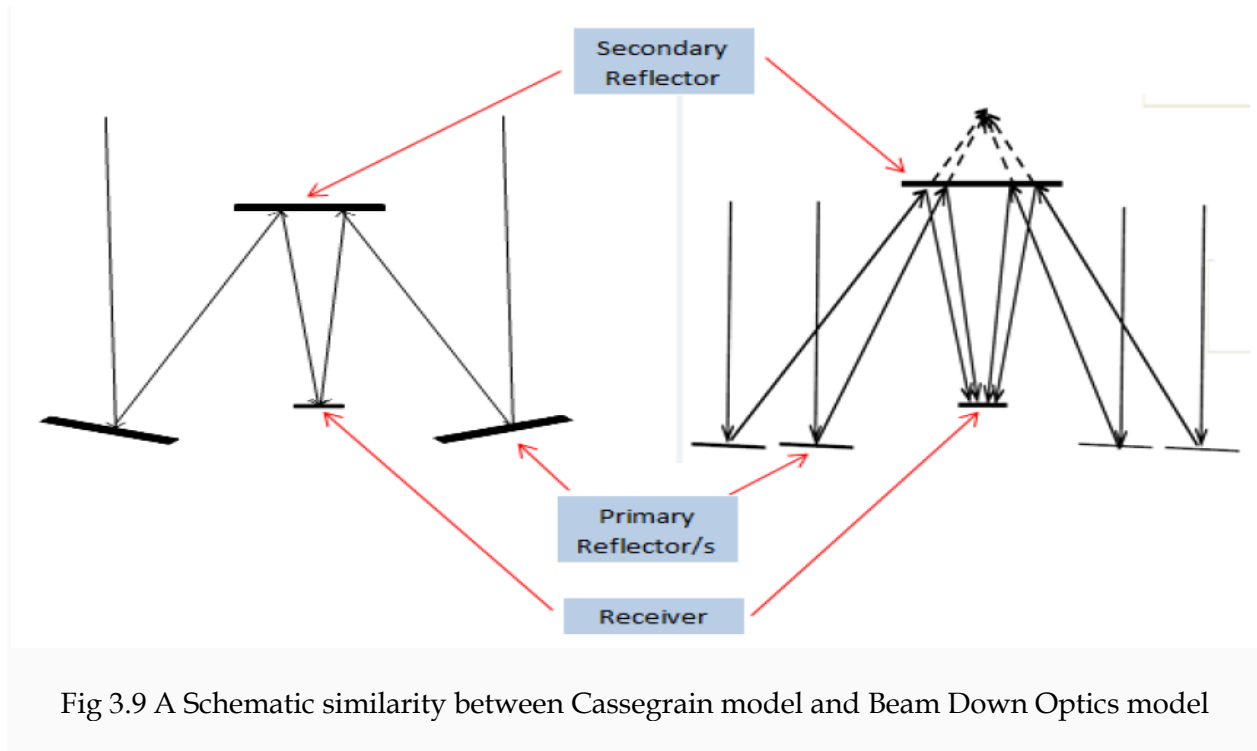 Secondary
Reflector
Primary
Reflector/s
Receiver
Fig 3.9 A Schematic similarity between Cassegrain model and Beam Down Optics model